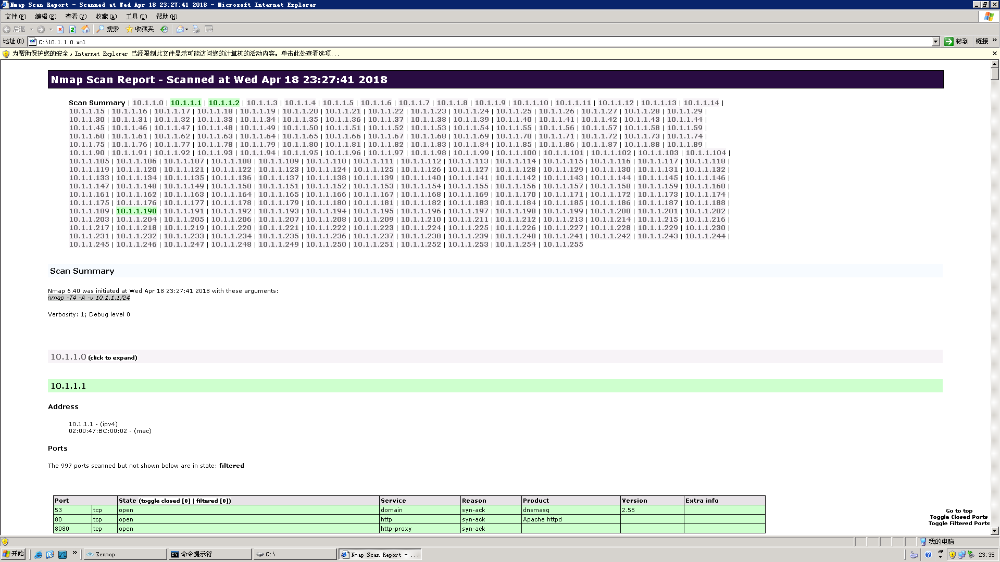 Nmap Scan Report - Scanned at Wed Apr 18 23:27:41 2018 - Microsoft Internet Explorer
文件(F) 编辑(E) 查看(V) 收藏(A) 工具(T) 帮助(H)
后退 搜索 收藏夹
地址(D) C:\10.1.1.0.xml 转到 链接 »
为帮助保护您的安全，Internet Explorer 已经限制此文件显示可能访问您的计算机的活动内容。单击此处查看选项...
Nmap Scan Report - Scanned at Wed Apr 18 23:27:41 2018
Scan Summary | 10.1.1.0 | 10.1.1.1 | 10.1.1.2 | 10.1.1.3 | 10.1.1.4 | 10.1.1.5 | 10.1.1.6 | 10.1.1.7 | 10.1.1.8 | 10.1.1.9 | 10.1.1.10 | 10.1.1.11 | 10.1.1.12 | 10.1.1.13 | 10.1.1.14 |
10.1.1.15 | 10.1.1.16 | 10.1.1.17 | 10.1.1.18 | 10.1.1.19 | 10.1.1.20 | 10.1.1.21 | 10.1.1.22 | 10.1.1.23 | 10.1.1.24 | 10.1.1.25 | 10.1.1.26 | 10.1.1.27 | 10.1.1.28 | 10.1.1.29 |
10.1.1.30 | 10.1.1.31 | 10.1.1.32 | 10.1.1.33 | 10.1.1.34 | 10.1.1.35 | 10.1.1.36 | 10.1.1.37 | 10.1.1.38 | 10.1.1.39 | 10.1.1.40 | 10.1.1.41 | 10.1.1.42 | 10.1.1.43 | 10.1.1.44 |
10.1.1.45 | 10.1.1.46 | 10.1.1.47 | 10.1.1.48 | 10.1.1.49 | 10.1.1.50 | 10.1.1.51 | 10.1.1.52 | 10.1.1.53 | 10.1.1.54 | 10.1.1.55 | 10.1.1.56 | 10.1.1.57 | 10.1.1.58 | 10.1.1.59 |
10.1.1.60 | 10.1.1.61 | 10.1.1.62 | 10.1.1.63 | 10.1.1.64 | 10.1.1.65 | 10.1.1.66 | 10.1.1.67 | 10.1.1.68 | 10.1.1.69 | 10.1.1.70 | 10.1.1.71 | 10.1.1.72 | 10.1.1.73 | 10.1.1.74 |
10.1.1.75 | 10.1.1.76 | 10.1.1.77 | 10.1.1.78 | 10.1.1.79 | 10.1.1.80 | 10.1.1.81 | 10.1.1.82 | 10.1.1.83 | 10.1.1.84 | 10.1.1.85 | 10.1.1.86 | 10.1.1.87 | 10.1.1.88 | 10.1.1.89 |
10.1.1.90 | 10.1.1.91 | 10.1.1.92 | 10.1.1.93 | 10.1.1.94 | 10.1.1.95 | 10.1.1.96 | 10.1.1.97 | 10.1.1.98 | 10.1.1.99 | 10.1.1.100 | 10.1.1.101 | 10.1.1.102 | 10.1.1.103 | 10.1.1.104 |
10.1.1.105 | 10.1.1.106 | 10.1.1.107 | 10.1.1.108 | 10.1.1.109 | 10.1.1.110 | 10.1.1.111 | 10.1.1.112 | 10.1.1.113 | 10.1.1.114 | 10.1.1.115 | 10.1.1.116 | 10.1.1.117 | 10.1.1.118 |
10.1.1.119 | 10.1.1.120 | 10.1.1.121 | 10.1.1.122 | 10.1.1.123 | 10.1.1.124 | 10.1.1.125 | 10.1.1.126 | 10.1.1.127 | 10.1.1.128 | 10.1.1.129 | 10.1.1.130 | 10.1.1.131 | 10.1.1.132 |
10.1.1.133 | 10.1.1.134 | 10.1.1.135 | 10.1.1.136 | 10.1.1.137 | 10.1.1.138 | 10.1.1.139 | 10.1.1.140 | 10.1.1.141 | 10.1.1.142 | 10.1.1.143 | 10.1.1.144 | 10.1.1.145 | 10.1.1.146 |
10.1.1.147 | 10.1.1.148 | 10.1.1.149 | 10.1.1.150 | 10.1.1.151 | 10.1.1.152 | 10.1.1.153 | 10.1.1.154 | 10.1.1.155 | 10.1.1.156 | 10.1.1.157 | 10.1.1.158 | 10.1.1.159 | 10.1.1.160 |
10.1.1.161 | 10.1.1.162 | 10.1.1.163 | 10.1.1.164 | 10.1.1.165 | 10.1.1.166 | 10.1.1.167 | 10.1.1.168 | 10.1.1.169 | 10.1.1.170 | 10.1.1.171 | 10.1.1.172 | 10.1.1.173 | 10.1.1.174 |
10.1.1.175 | 10.1.1.176 | 10.1.1.177 | 10.1.1.178 | 10.1.1.179 | 10.1.1.180 | 10.1.1.181 | 10.1.1.182 | 10.1.1.183 | 10.1.1.184 | 10.1.1.185 | 10.1.1.186 | 10.1.1.187 | 10.1.1.188 |
10.1.1.189 | 10.1.1.190 | 10.1.1.191 | 10.1.1.192 | 10.1.1.193 | 10.1.1.194 | 10.1.1.195 | 10.1.1.196 | 10.1.1.197 | 10.1.1.198 | 10.1.1.199 | 10.1.1.200 | 10.1.1.201 | 10.1.1.202 |
10.1.1.203 | 10.1.1.204 | 10.1.1.205 | 10.1.1.206 | 10.1.1.207 | 10.1.1.208 | 10.1.1.209 | 10.1.1.210 | 10.1.1.211 | 10.1.1.212 | 10.1.1.213 | 10.1.1.214 | 10.1.1.215 | 10.1.1.216 |
10.1.1.217 | 10.1.1.218 | 10.1.1.219 | 10.1.1.220 | 10.1.1.221 | 10.1.1.222 | 10.1.1.223 | 10.1.1.224 | 10.1.1.225 | 10.1.1.226 | 10.1.1.227 | 10.1.1.228 | 10.1.1.229 | 10.1.1.230 |
10.1.1.231 | 10.1.1.232 | 10.1.1.233 | 10.1.1.234 | 10.1.1.235 | 10.1.1.236 | 10.1.1.237 | 10.1.1.238 | 10.1.1.239 | 10.1.1.240 | 10.1.1.241 | 10.1.1.242 | 10.1.1.243 | 10.1.1.244 |
10.1.1.245 | 10.1.1.246 | 10.1.1.247 | 10.1.1.248 | 10.1.1.249 | 10.1.1.250 | 10.1.1.251 | 10.1.1.252 | 10.1.1.253 | 10.1.1.254 | 10.1.1.255
Scan Summary
Nmap 6.40 was initiated at Wed Apr 18 23:27:41 2018 with these arguments:
nmap -T4 -A -v 10.1.1.1/24
Verbosity: 1; Debug level 0
10.1.1.0 (click to expand)
10.1.1.1
Address
10.1.1.1 - (ipv4)
02:00:47:BC:00:02 - (mac)
Ports
The 997 ports scanned but not shown below are in state: filtered
Port State (toggle closed [0] | filtered [0]) Service Reason Product Version Extra info
53 tcp open domain syn-ack dnsmasq 2.55
80 tcp open http syn-ack Apache httpd
8080 tcp open http-proxy syn-ack
Go to top
Toggle Closed Ports
Toggle Filtered Ports
我的电脑
开始 » Zenmap 命令提示符 C:\ Nmap Scan Report - ... 23:35